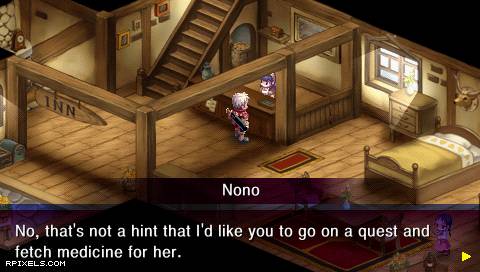 INN
Nono
No, that's not a hint that I'd like you to go on a quest and
fetch medicine for her.
RPIXELS.COM